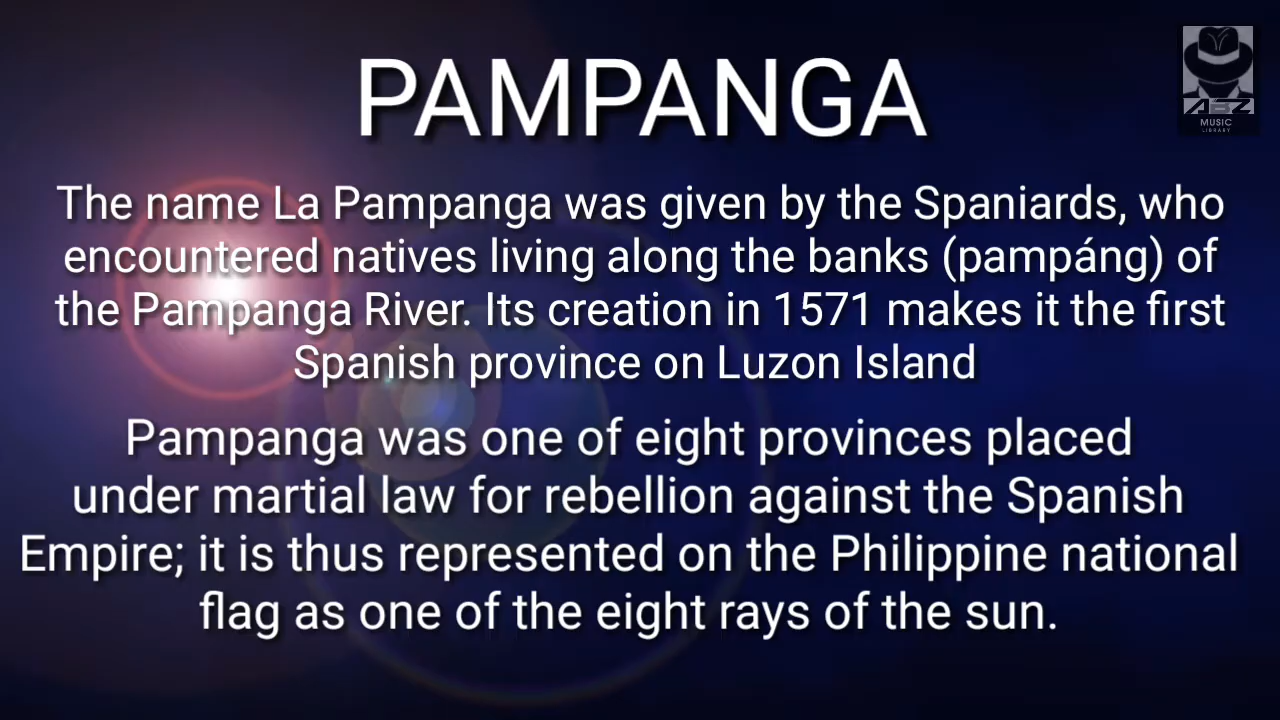 PAMPANGA
ABZ
MUSIC
LIBRARY
The name La Pampanga was given by the Spaniards, who
encountered natives living along the banks (pampáng) of
the Pampanga River. Its creation in 1571 makes it the first
Spanish province on Luzon Island
Pampanga was one of eight provinces placed
under martial law for rebellion against the Spanish
Empire; it is thus represented on the Philippine national
flag as one of the eight rays of the sun.